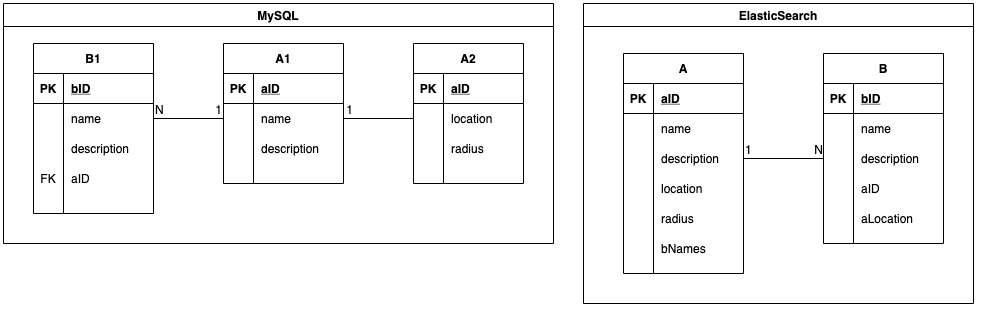 MySQL
B1
PK bID
name
description
FK aID
N 1
A1
PK aID
name
description
1
A2
PK aID
location
radius
ElasticSearch
A
PK aID
name
description
location
radius
bNames
1 N
B
PK bID
name
description
aID
aLocation